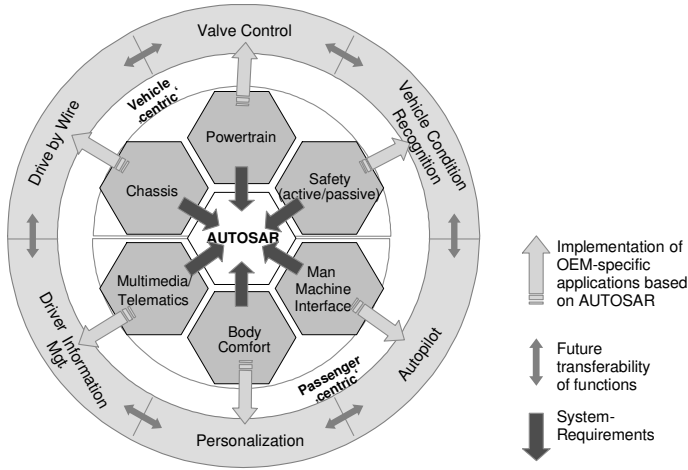 Valve Control
Vehicle
‚centric‘
Drive by Wire
Vehicle Condition
Recognition
Powertrain
Chassis
Safety
(active/passive)
AUTOSAR
Multimedia/
Telematics
Man
Machine
Interface
Body
Comfort
Driver Information
Mgt.
Passenger
‚centric‘
Autopilot
Personalization
Implementation of
OEM-specific
applications based
on AUTOSAR
Future
transferability
of functions
System-
Requirements